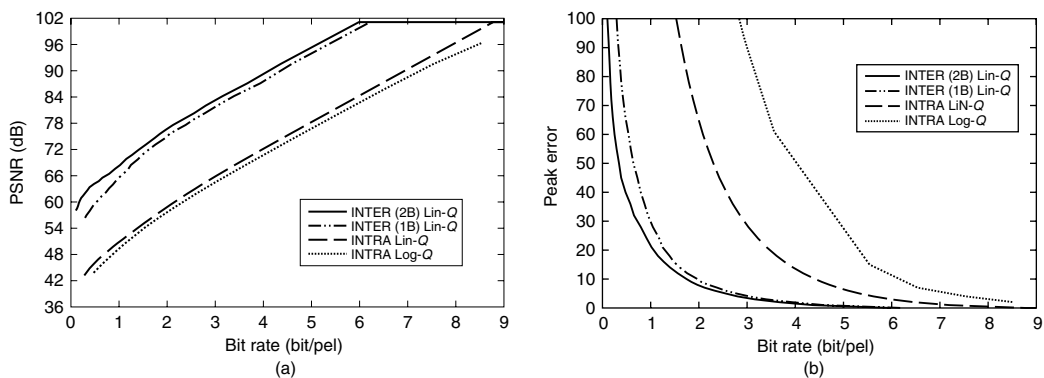 102
96
90
84
78
72
66
60
54
48
42
36
PSNR (dB)
INTER (2B) Lin-Q
INTER (1B) Lin-Q
INTRA Lin-Q
INTRA Log-Q
0 1 2 3 4 5 6 7 8 9
Bit rate (bit/pel)
(a)
100
90
80
70
60
50
40
30
20
10
0
Peak error
INTER (2B) Lin-Q
INTER (1B) Lin-Q
INTRA LiN-Q
INTRA Log-Q
0 1 2 3 4 5 6 7 8 9
Bit rate (bit/pel)
(b)